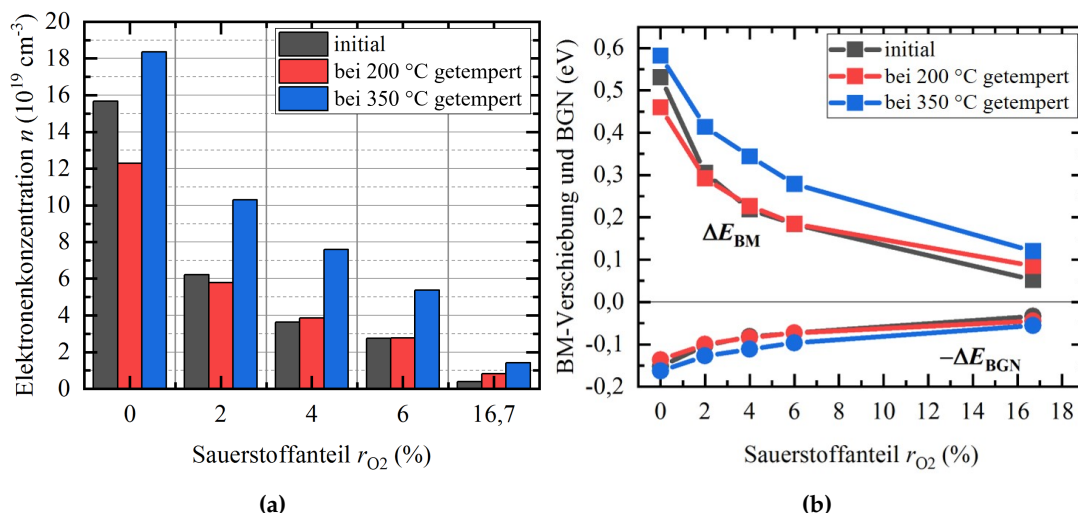 Elektronenkonzentration n (10¹⁹ cm⁻³)
20
18
16
14
12
10
8
6
4
2
0
initial
bei 200 °C getempert
bei 350 °C getempert
0 2 4 6 16,7
Sauerstoffanteil r_O2 (%)
(a)
BM-Verschiebung und BGN (eV)
0,6
0,5
0,4
0,3
0,2
0,1
0,0
-0,1
-0,2
initial
bei 200 °C getempert
bei 350 °C getempert
ΔE_BM
−ΔE_BGN
0 2 4 6 8 10 12 14 16 18
Sauerstoffanteil r_O2 (%)
(b)